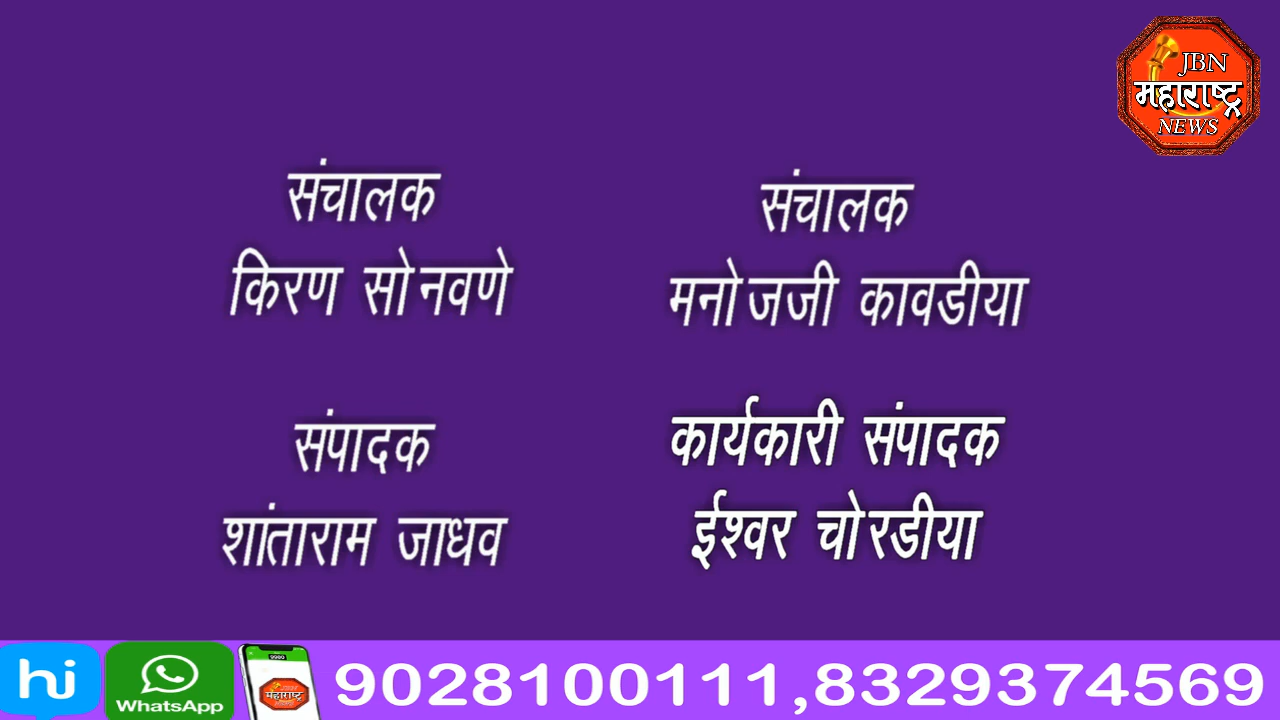 JBN
महाराष्ट्र
NEWS
संचालक
किरण सोनवणे
संचालक
मनोजजी कावडीया
संपादक
शांताराम जाधव
कार्यकारी संपादक
ईश्वर चोरडीया
hi
WhatsApp
महाराष्ट्र
9028100111,8329374569